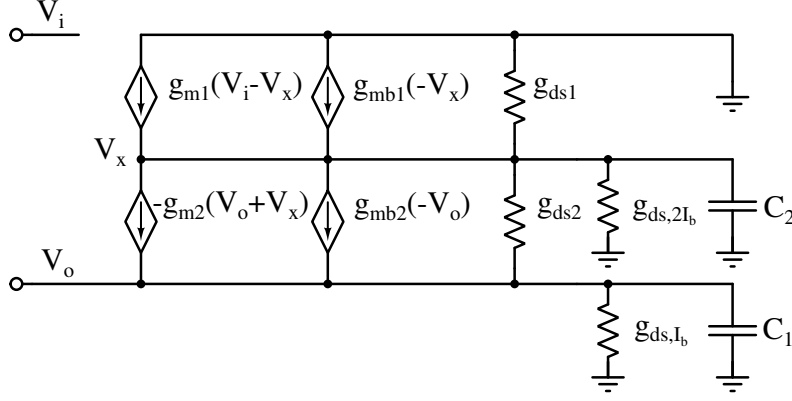 V_i
g_m1(V_i-V_x) g_mb1(-V_x) g_ds1
V_x
-g_m2(V_o+V_x) g_mb2(-V_o) g_ds2 g_ds,2I_b C_2
V_o
g_ds,I_b C_1